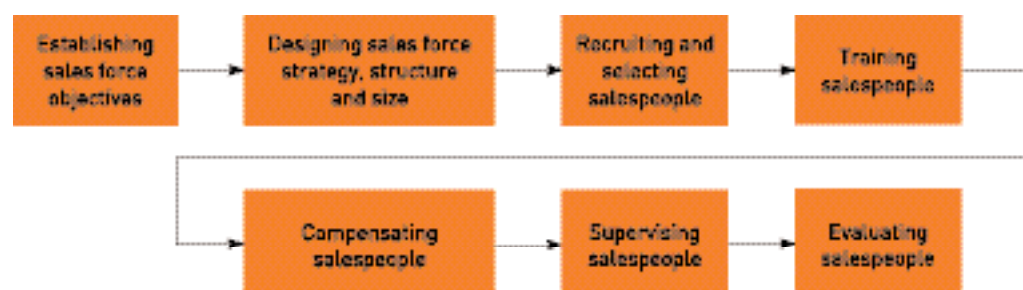 Establishing
sales force
objectives
Designing sales force
strategy, structure
and size
Recruiting and
selecting
salespeople
Training
salespeople
Compensating
salespeople
Supervising
salespeople
Evaluating
salespeople